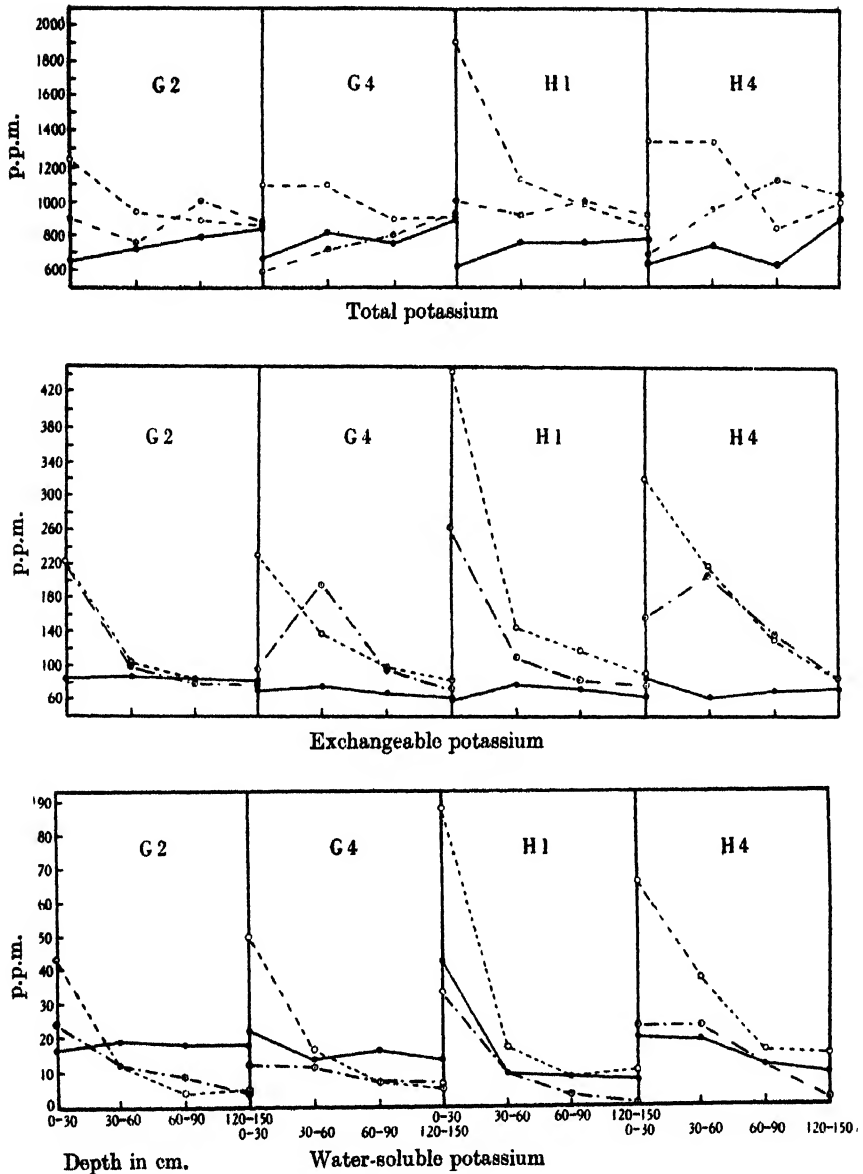 2000
1800
1600
1400
1200
1000
800
600
p.p.m.
G 2
G 4
H 1
H 4
Total potassium
420
380
340
300
260
220
180
140
100
60
p.p.m.
G 2
G 4
H 1
H 4
Exchangeable potassium
90
80
70
60
50
40
30
20
10
0
p.p.m.
G 2
G 4
H 1
H 4
0-30 30-60 60-90 120-150
0-30 30-60 60-90 120-150
0-30 30-60 60-90 120-150
0-30 30-60 60-90 120-150
Depth in cm.
Water-soluble potassium